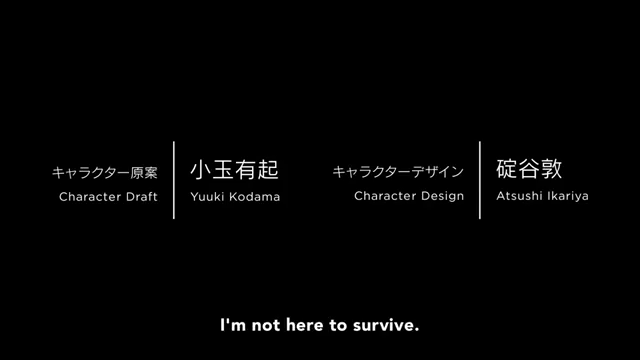 キャラクター原案
Character Draft
小玉有起
Yuuki Kodama
キャラクターデザイン
Character Design
碇谷敦
Atsushi Ikariya
I'm not here to survive.